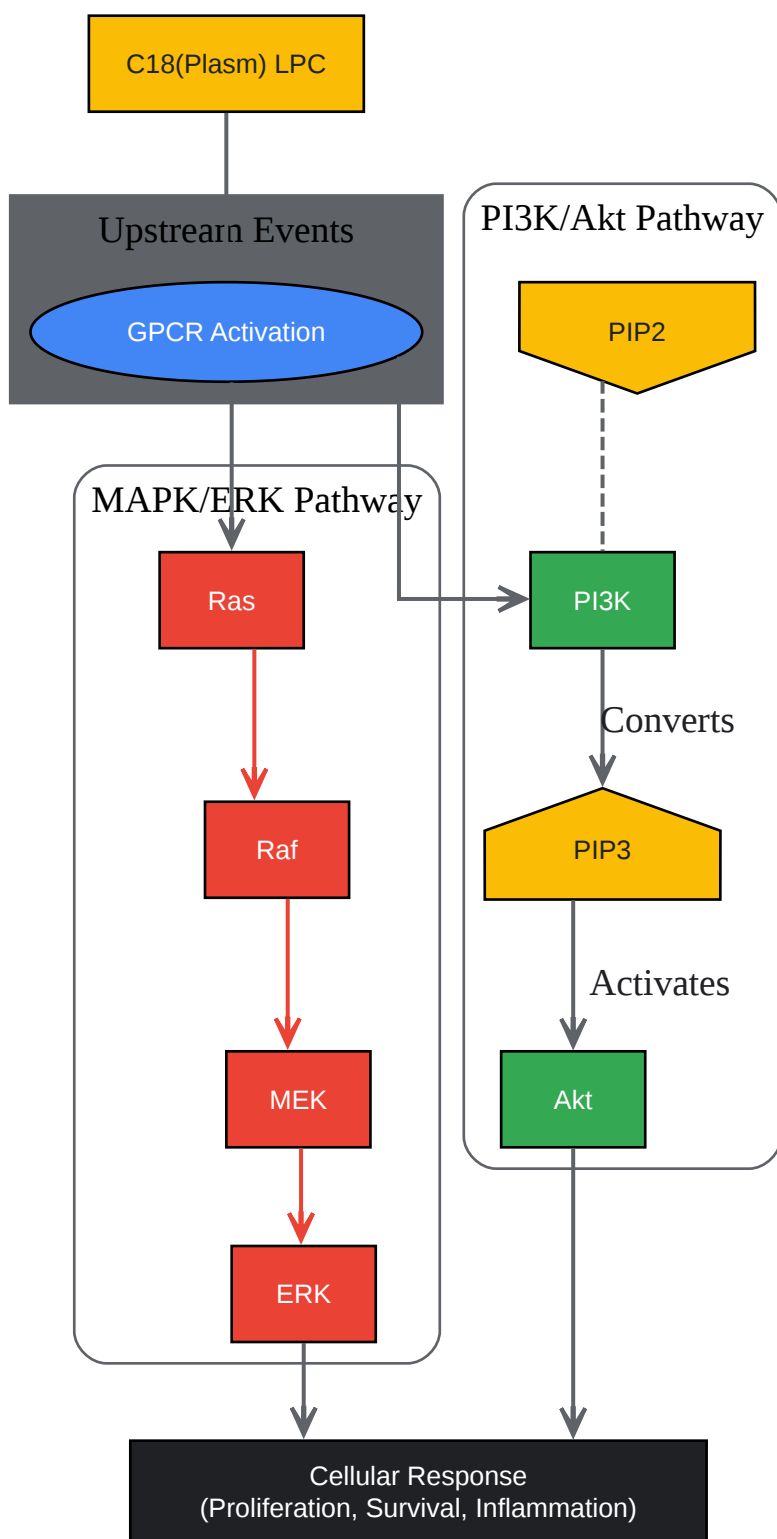 C18(Plasm) LPC
Upstream Events
GPCR Activation
MAPK/ERK Pathway
Ras
Raf
MEK
ERK
PI3K/Akt Pathway
PIP2
PI3K
Converts
PIP3
Activates
Akt
Cellular Response
(Proliferation, Survival, Inflammation)